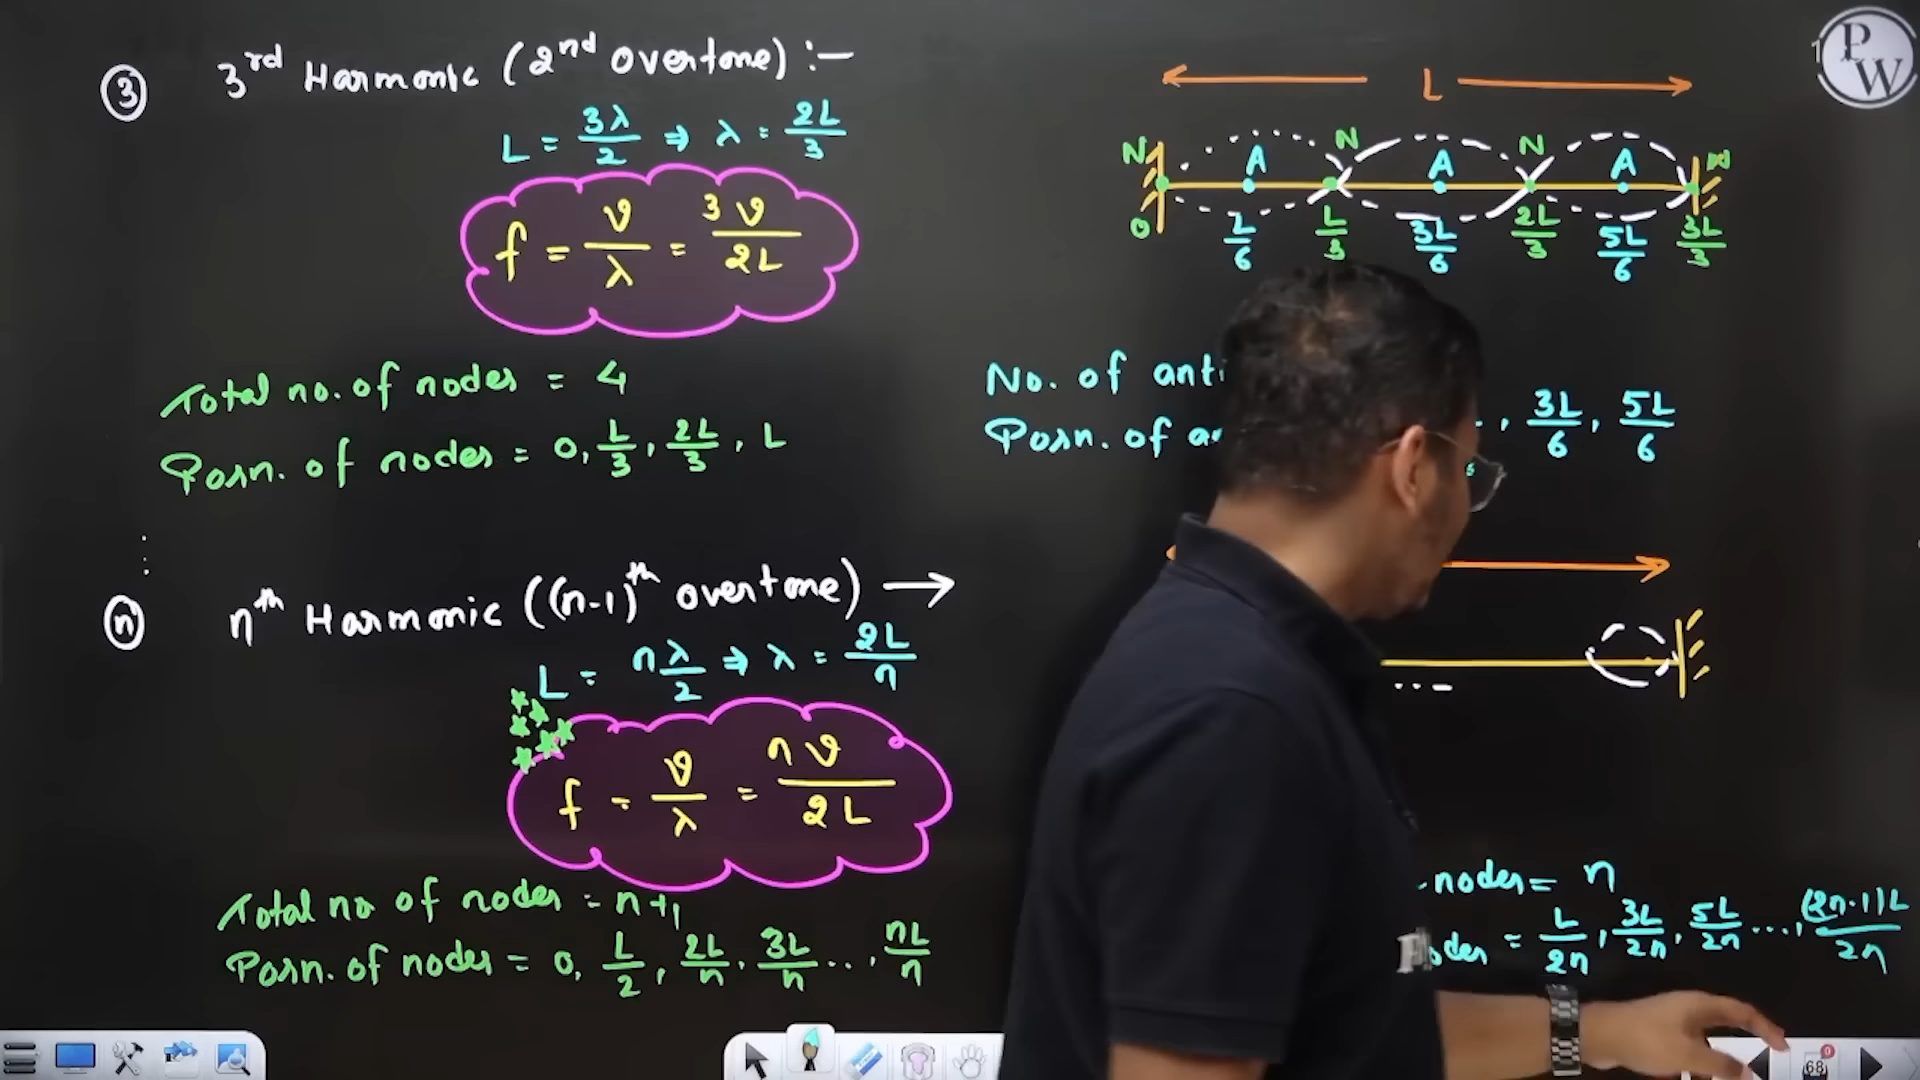 ③ 3rd Harmonic (2nd overtone) :-
L = 3λ/2 ⇒ λ = 2L/3
f = v/λ = 3v/2L
Total no. of nodes = 4
Posn. of nodes = 0, L/3, 2L/3, L
L
N N N N
A A A
0 L/6 L/3 3L/6 2L/3 5L/6 3L/3
No. of anti
Posn. of a , 3L/6, 5L/6
ⓝ nth Harmonic ((n-1)th overtone) →
L = nλ/2 ⇒ λ = 2L/n
f = v/λ = nv/2L
Total no of nodes = n+1
Posn. of nodes = 0, L/2, 2L/n, 3L/n ..., nL/n
...
-nodes = n
odes = L/2n, 3L/2n, 5L/2n ..., (2n-1)L/2n
PW
68